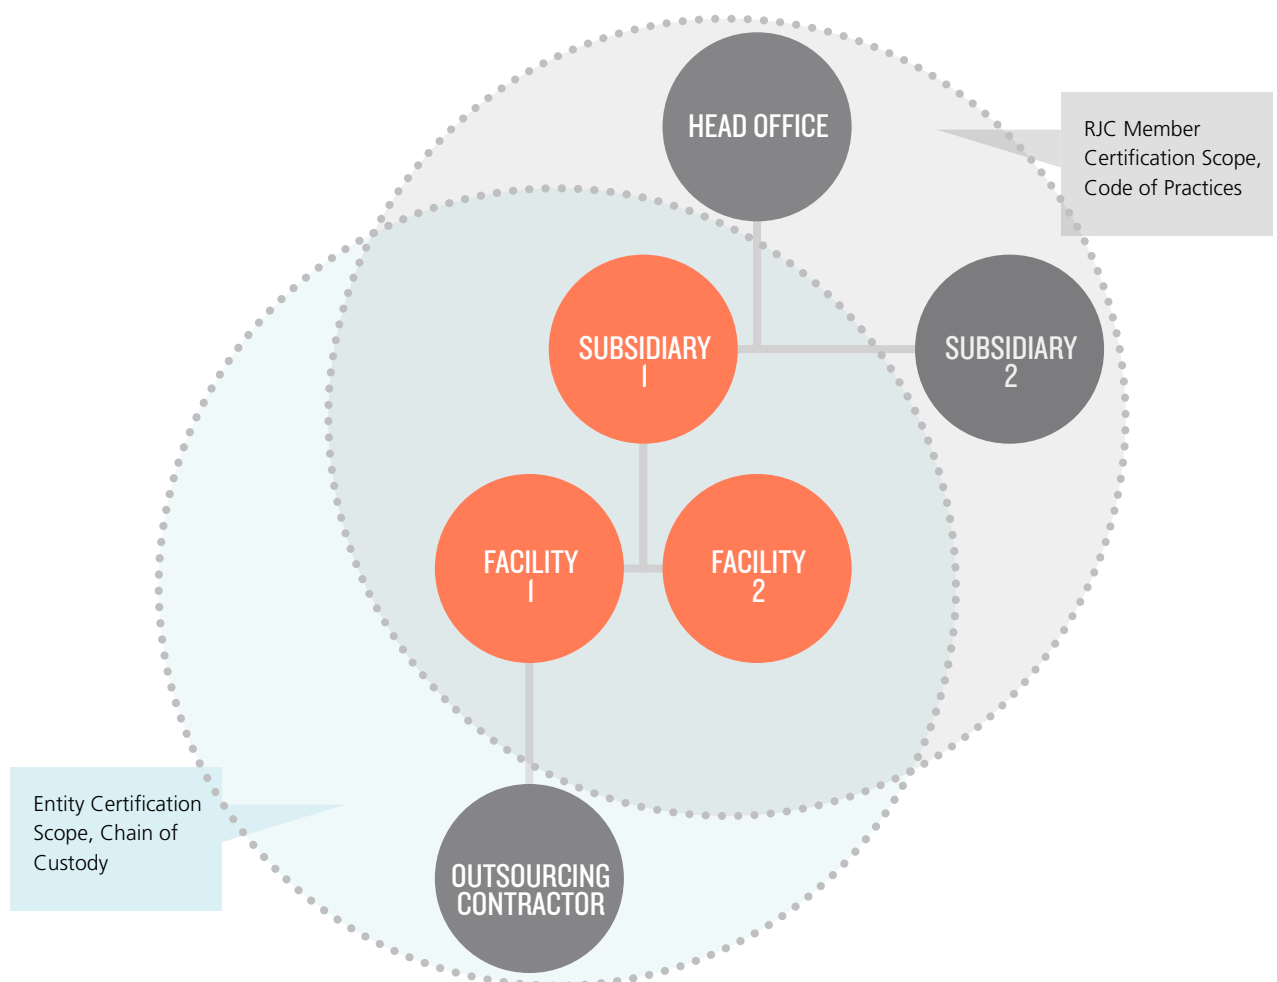 HEAD OFFICE
RJC Member
Certification Scope,
Code of Practices
SUBSIDIARY
1
SUBSIDIARY
2
FACILITY
1
FACILITY
2
Entity Certification
Scope, Chain of
Custody
OUTSOURCING
CONTRACTOR